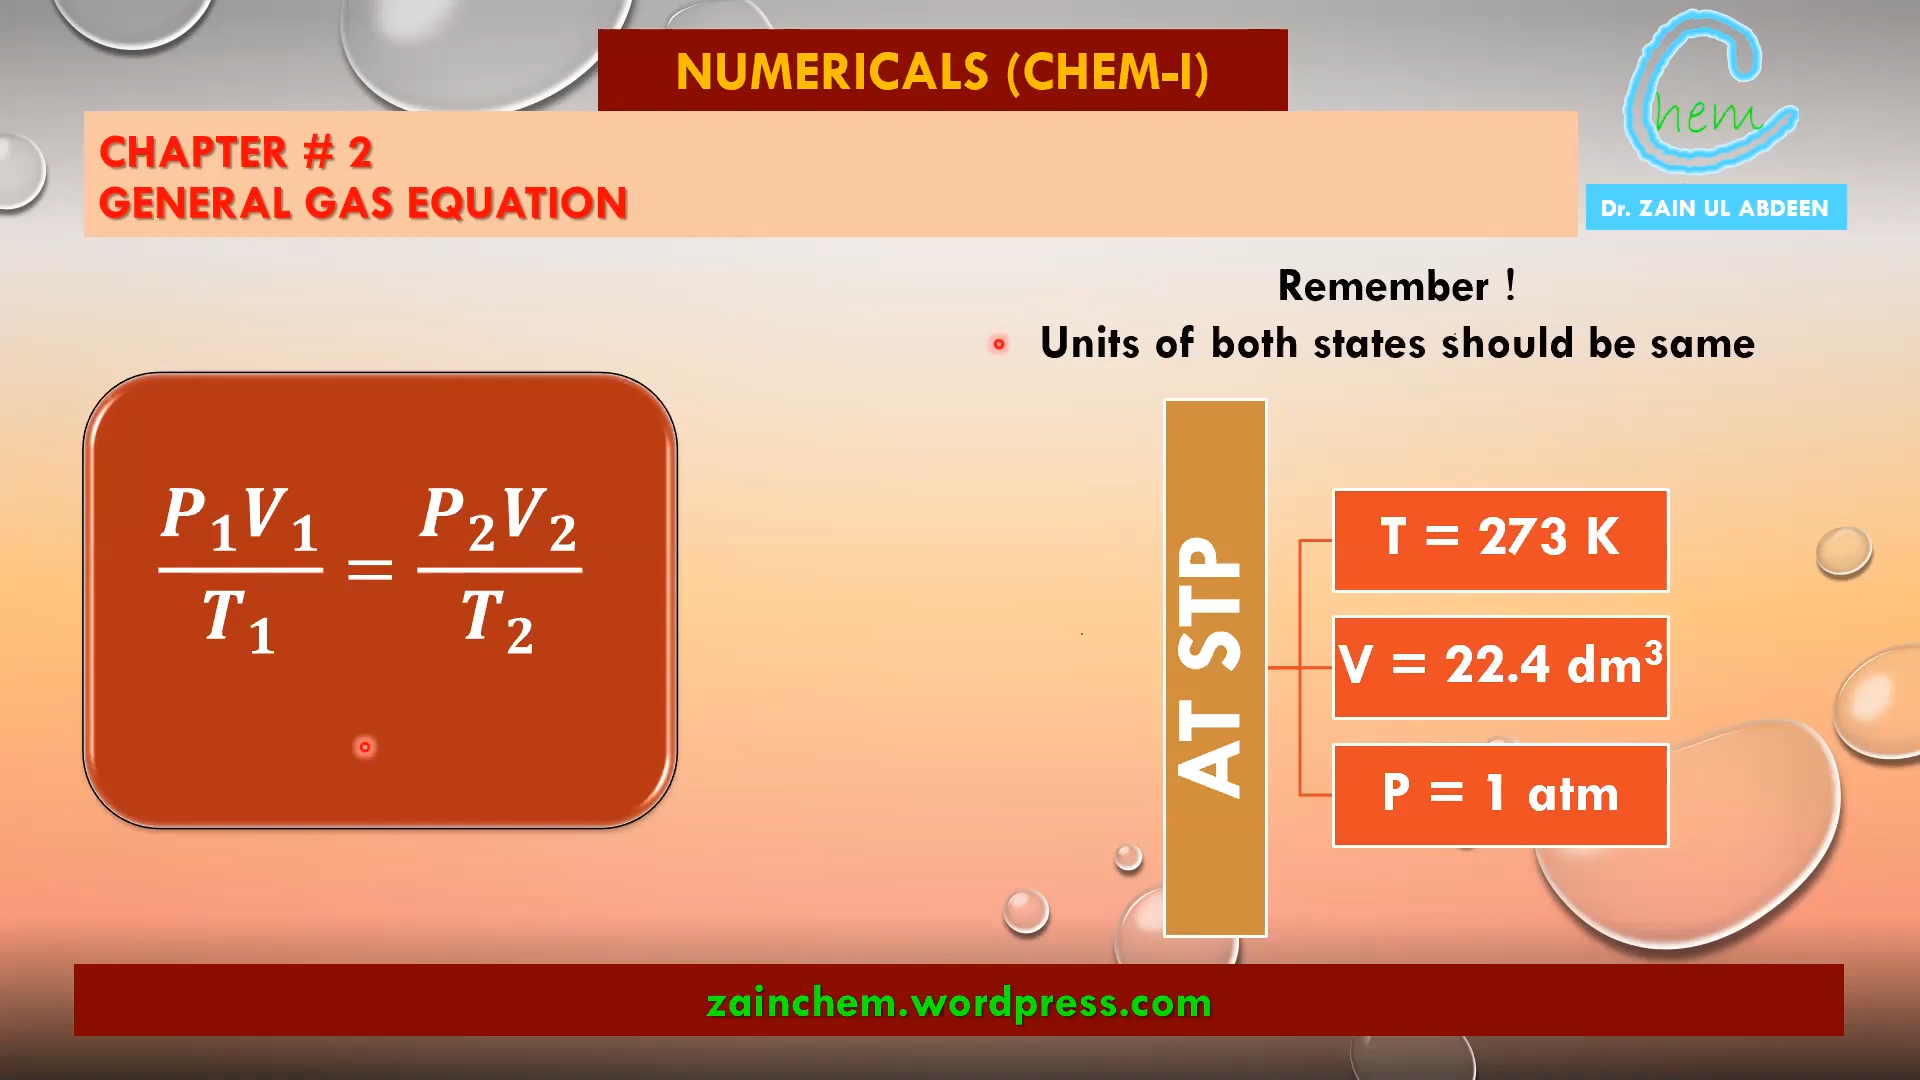 NUMERICALS (CHEM-I)
Chem
Dr. ZAIN UL ABDEEN
CHAPTER # 2
GENERAL GAS EQUATION
Remember !
Units of both states should be same
P₁V₁/T₁ = P₂V₂/T₂
AT STP
T = 273 K
V = 22.4 dm³
P = 1 atm
zainchem.wordpress.com